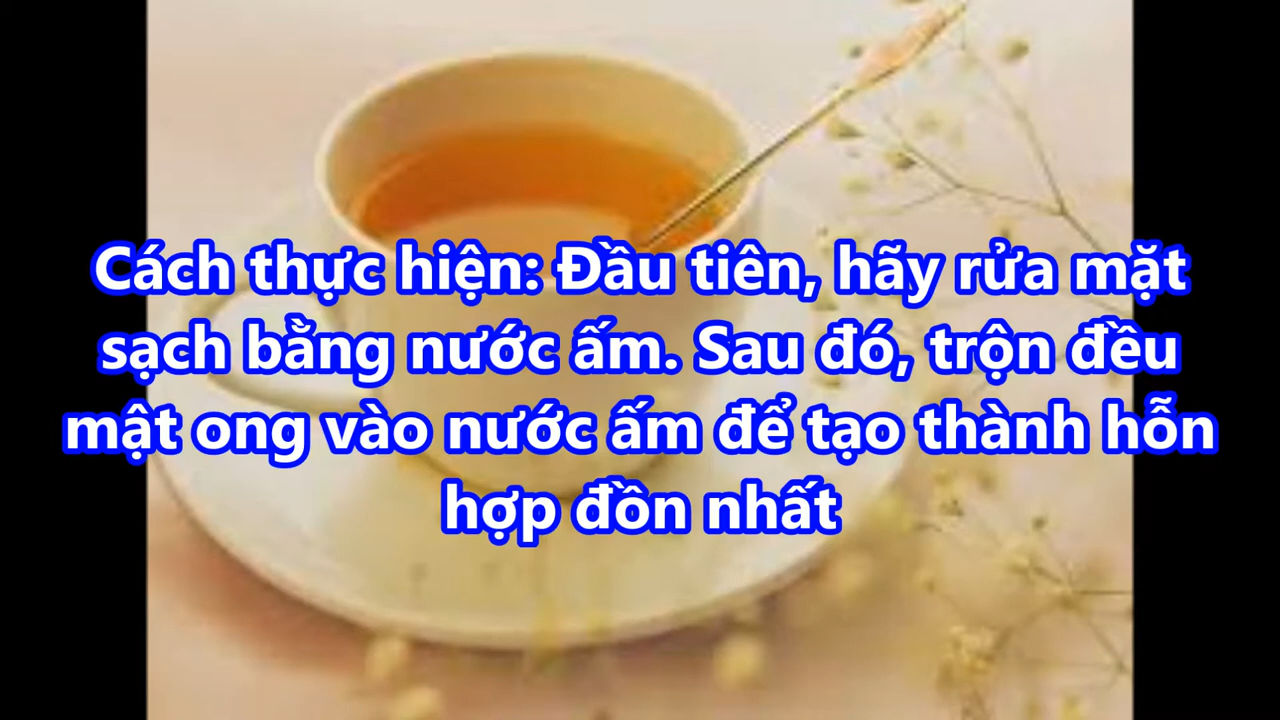 Cách thực hiện: Đầu tiên, hãy rửa mặt
sạch bằng nước ấm. Sau đó, trộn đều
mật ong vào nước ấm để tạo thành hỗn
hợp đồn nhất